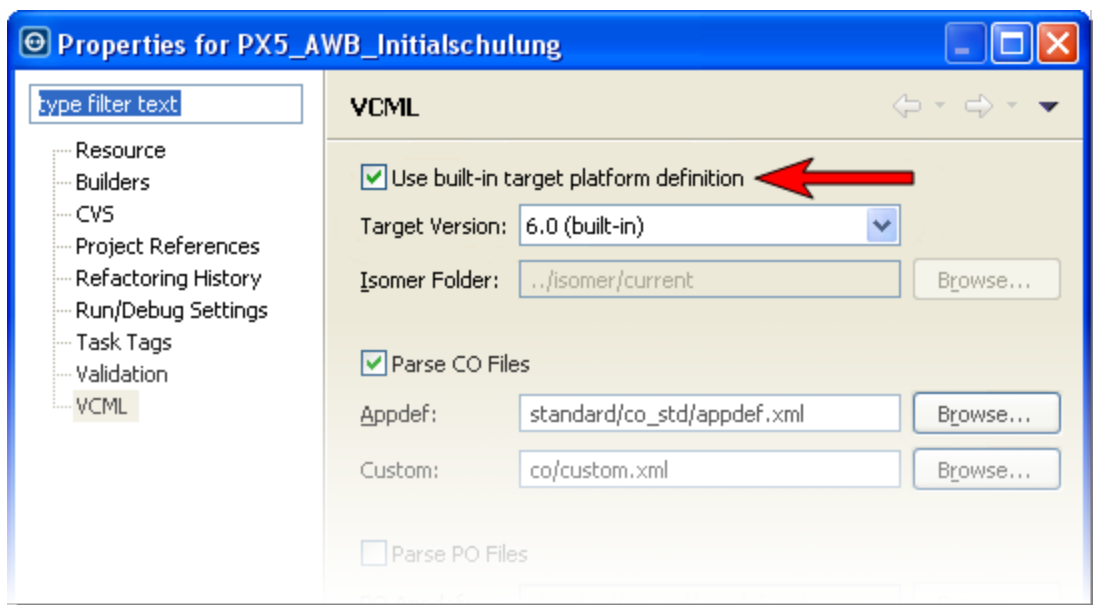 Properties for PX5_AWB_Initialschulung
type filter text
Resource
Builders
CVS
Project References
Refactoring History
Run/Debug Settings
Task Tags
Validation
VCML
VCML
Use built-in target platform definition
Target Version: 6.0 (built-in)
Isomer Folder: ../isomer/current Browse...
Parse CO Files
Appdef: standard/co_std/appdef.xml Browse...
Custom: co/custom.xml Browse...
Parse PO Files